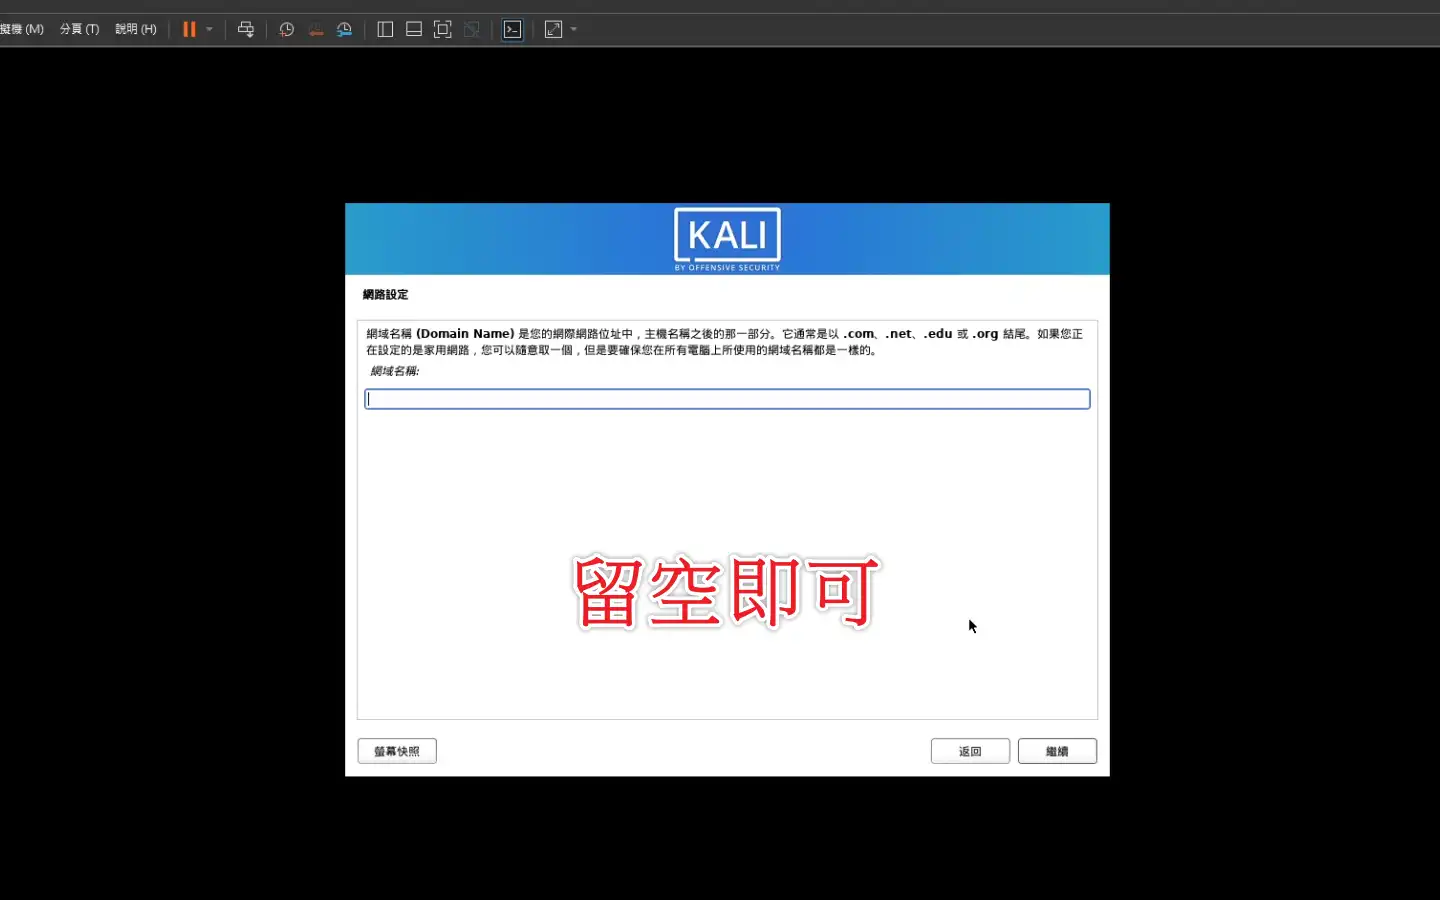 擬機 (M) 分頁 (T) 說明 (H)
KALI
BY OFFENSIVE SECURITY
網路設定
網域名稱 (Domain Name) 是您的網際網路位址中，主機名稱之後的那一部分。它通常是以 .com、.net、.edu 或 .org 結尾。如果您正
在設定的是家用網路，您可以隨意取一個，但是要確保您在所有電腦上所使用的網域名稱都是一樣的。
網域名稱:
留空即可
螢幕快照 返回 繼續